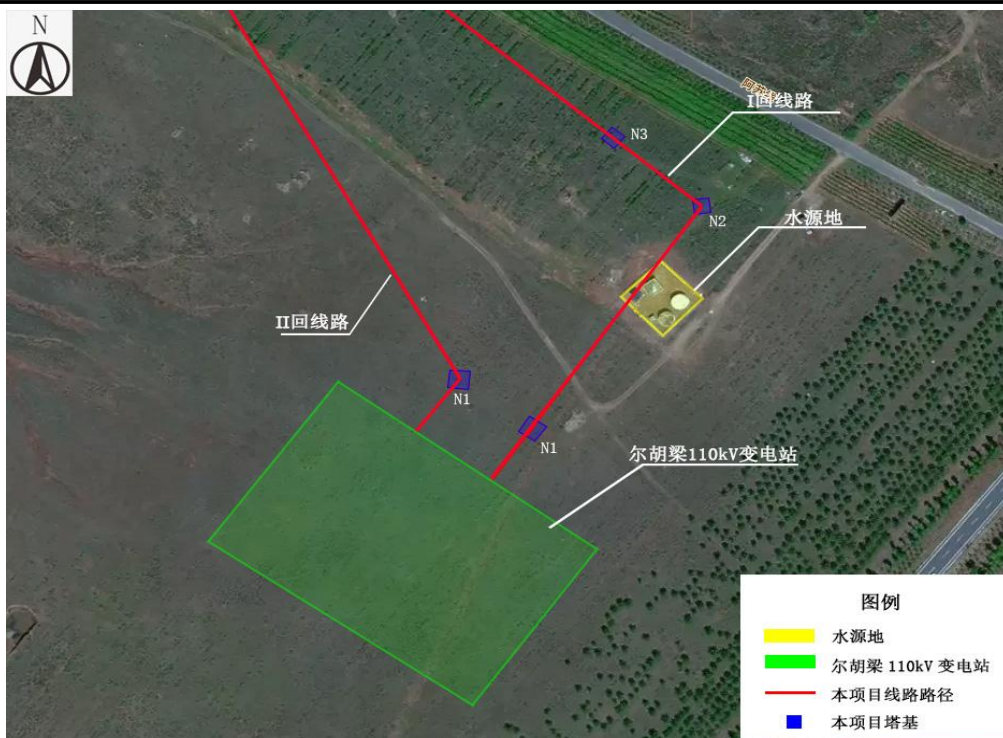 N
I回线路
N3
N2
水源地
II回线路
N1
N1
尔胡梁110kV变电站
图例
水源地
尔胡梁 110kV 变电站
本项目线路路径
本项目塔基